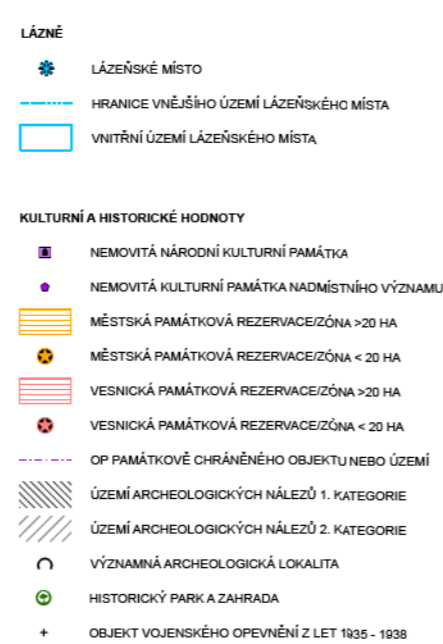 LÁZNĚ
LÁZEŇSKÉ MÍSTO
HRANICE VNĚJŠÍHO ÚZEMÍ LÁZEŇSKÉHO MÍSTA
VNITŘNÍ ÚZEMÍ LÁZEŇSKÉHO MÍSTA
KULTURNÍ A HISTORICKÉ HODNOTY
NEMOVITÁ NÁRODNÍ KULTURNÍ PAMÁTKA
NEMOVITÁ KULTURNÍ PAMÁTKA NADMÍSTNÍHO VÝZNAMU
MĚSTSKÁ PAMÁTKOVÁ REZERVACE/ZÓNA >20 HA
MĚSTSKÁ PAMÁTKOVÁ REZERVACE/ZÓNA < 20 HA
VESNICKÁ PAMÁTKOVÁ REZERVACE/ZÓNA >20 HA
VESNICKÁ PAMÁTKOVÁ REZERVACE/ZÓNA < 20 HA
OP PAMÁTKOVĚ CHRÁNĚNÉHO OBJEKTU NEBO ÚZEMÍ
ÚZEMÍ ARCHEOLOGICKÝCH NÁLEZŮ 1. KATEGORIE
ÚZEMÍ ARCHEOLOGICKÝCH NÁLEZŮ 2. KATEGORIE
VÝZNAMNÁ ARCHEOLOGICKÁ LOKALITA
HISTORICKÝ PARK A ZAHRADA
OBJEKT VOJENSKÉHO OPEVNĚNÍ Z LET 1935 - 1938